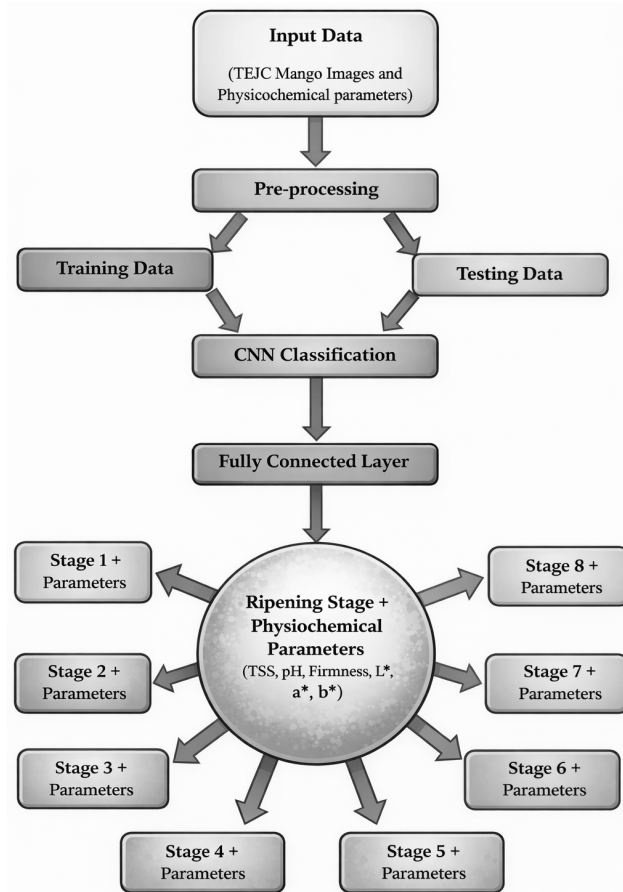 Input Data
(TEJC Mango Images and
Physicochemical parameters)
Pre-processing
Training Data
Testing Data
CNN Classification
Fully Connected Layer
Ripening Stage +
Physiochemical
Parameters
(TSS, pH, Firmness, L*,
a*, b*)
Stage 1 +
Parameters
Stage 2 +
Parameters
Stage 3 +
Parameters
Stage 4 +
Parameters
Stage 5 +
Parameters
Stage 6 +
Parameters
Stage 7 +
Parameters
Stage 8 +
Parameters